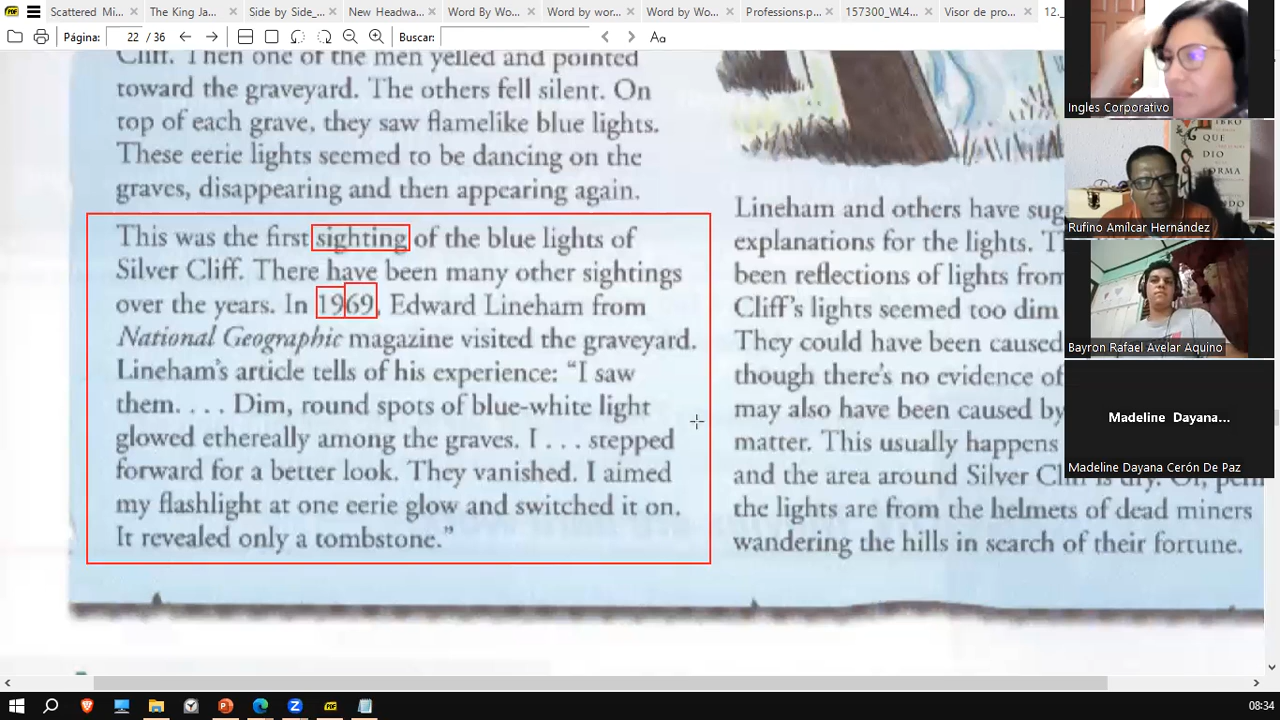 Scattered Mi...
The King Ja...
Side by Side_...
New Headwa...
Word By Wo...
Word by wor...
Word by Wo...
Professions.p...
157300_WL4...
Visor de pro...
12._
Página:
22 / 36
Buscar:
Aa
Cliff. Then one of the men yelled and pointed
toward the graveyard. The others fell silent. On
top of each grave, they saw flamelike blue lights.
These eerie lights seemed to be dancing on the
graves, disappearing and then appearing again.
This was the first sighting of the blue lights of
Silver Cliff. There have been many other sightings
over the years. In 1969, Edward Lineham from
National Geographic magazine visited the graveyard.
Lineham's article tells of his experience: "I saw
them. . . . Dim, round spots of blue-white light
glowed ethereally among the graves. I . . . stepped
forward for a better look. They vanished. I aimed
my flashlight at one eerie glow and switched it on.
It revealed only a tombstone."
Lineham and others have sug
explanations for the lights. T
been reflections of lights from
Cliff's lights seemed too dim
They could have been caused
though there's no evidence of
may also have been caused by
matter. This usually happens
and the area around Silver Cliff is dry. Or,
the lights are from the helmets of dead miners
wandering the hills in search of their fortune.
Ingles Corporativo
LIBRO
QUE
DIO
FORMA
Rufino Amílcar Hernández
Bayron Rafael Avelar Aquino
Madeline Dayana...
Madeline Dayana Cerón De Paz
08:34